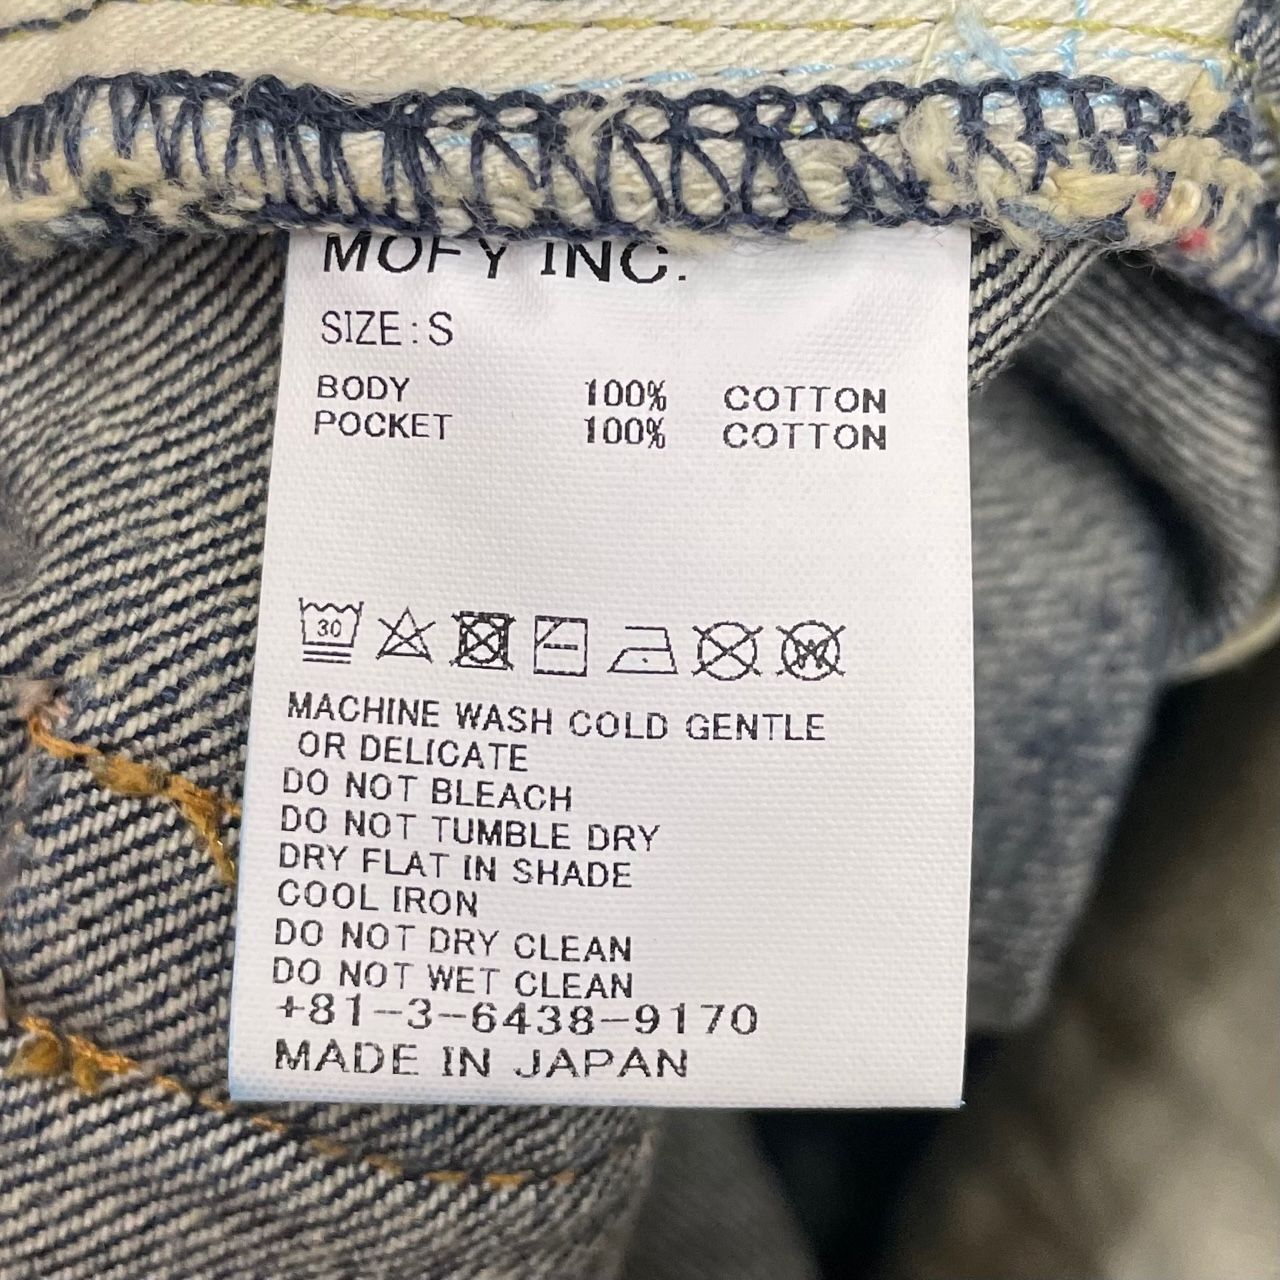 MOFY INC.
SIZE : S
BODY 100% COTTON
POCKET 100% COTTON
30
W
MACHINE WASH COLD GENTLE
OR DELICATE
DO NOT BLEACH
DO NOT TUMBLE DRY
DRY FLAT IN SHADE
COOL IRON
DO NOT DRY CLEAN
DO NOT WET CLEAN
+81-3-6438-9170
MADE IN JAPAN